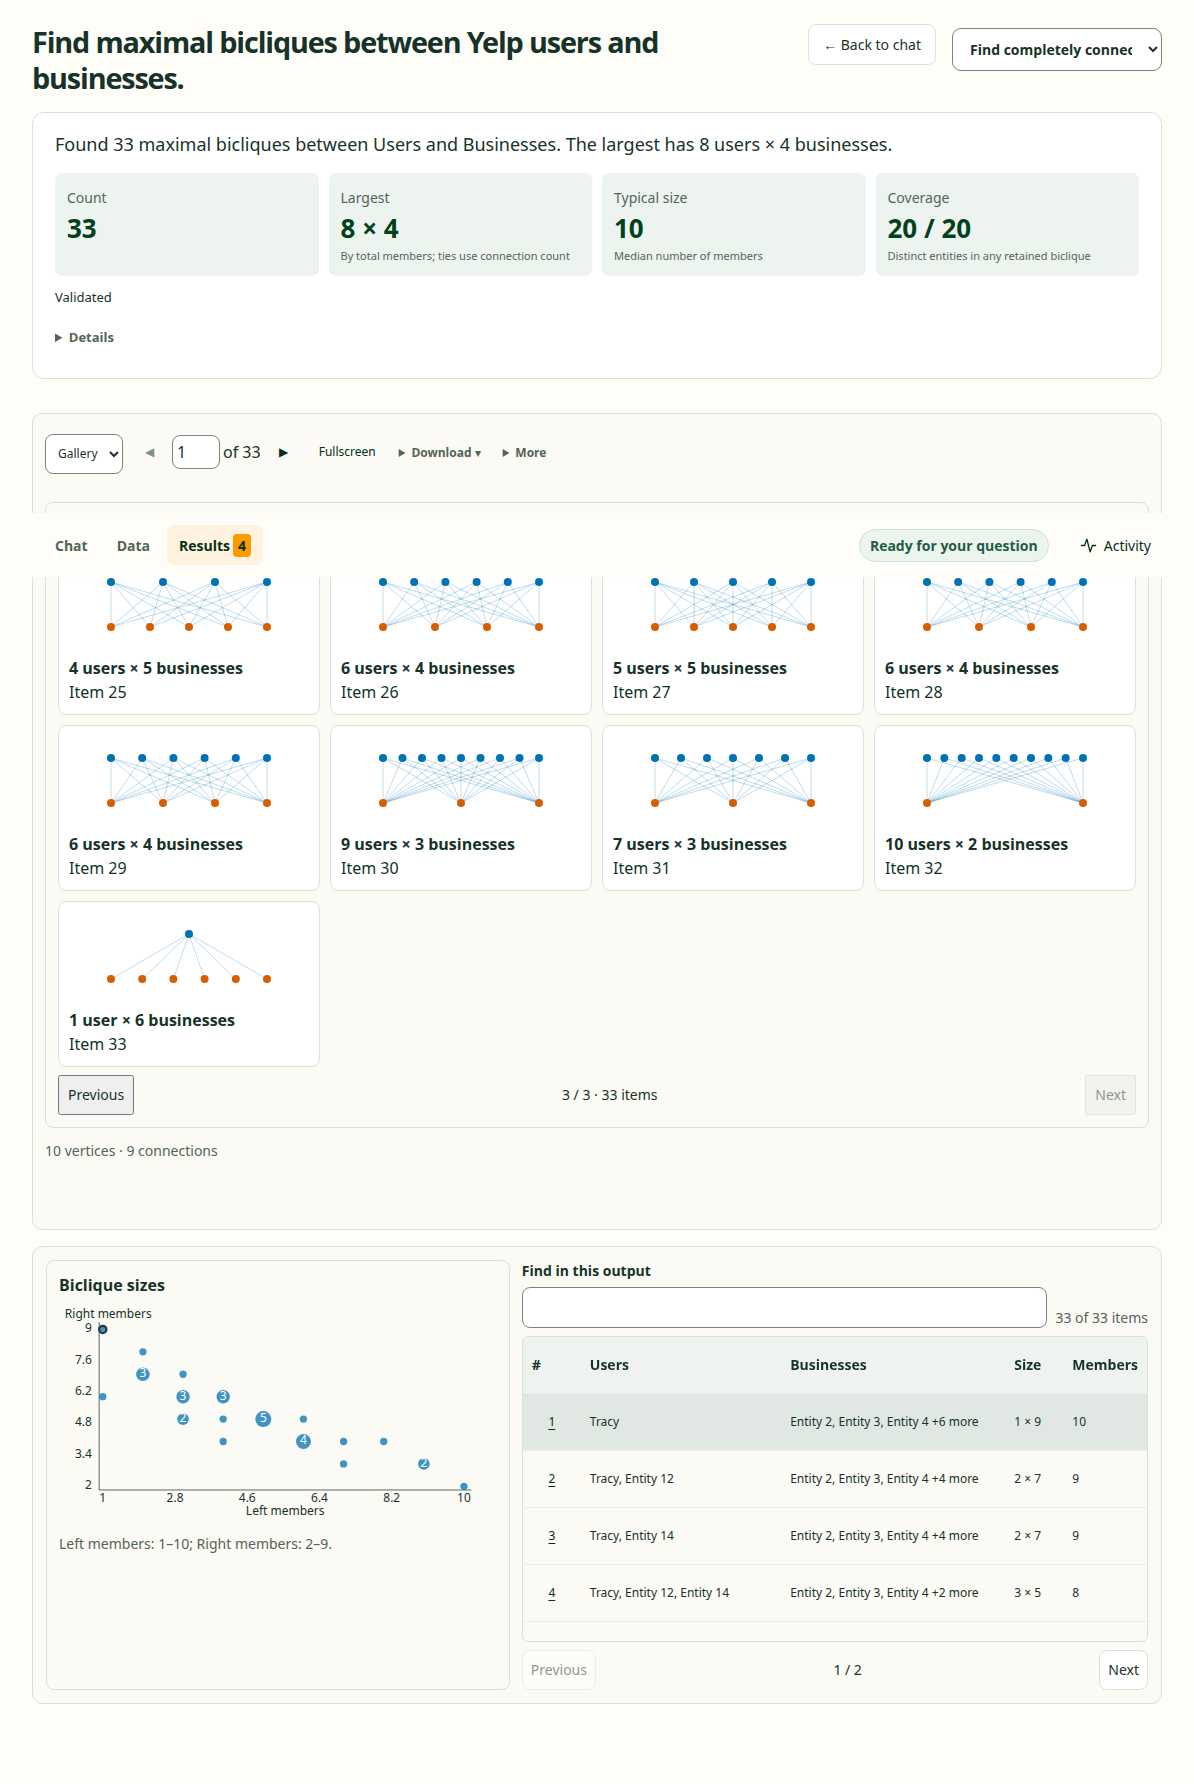 Find maximal bicliques between Yelp users and
businesses.
← Back to chat
Find completely connec
Found 33 maximal bicliques between Users and Businesses. The largest has 8 users × 4 businesses.
Count
33
Largest
8 × 4
By total members; ties use connection count
Typical size
10
Median number of members
Coverage
20 / 20
Distinct entities in any retained biclique
Validated
▶ Details
Gallery
◀
1
of 33
▶
Fullscreen
▶ Download ▾
▶ More
Chat
Data
Results 4
Ready for your question
Activity
4 users × 5 businesses
Item 25
6 users × 4 businesses
Item 26
5 users × 5 businesses
Item 27
6 users × 4 businesses
Item 28
6 users × 4 businesses
Item 29
9 users × 3 businesses
Item 30
7 users × 3 businesses
Item 31
10 users × 2 businesses
Item 32
1 user × 6 businesses
Item 33
Previous
3 / 3 · 33 items
Next
10 vertices · 9 connections
Biclique sizes
Right members
9
7.6
6.2
4.8
3.4
2
3
3
3
2
5
4
2
1
2.8
4.6
6.4
8.2
10
Left members
Left members: 1–10; Right members: 2–9.
Find in this output
33 of 33 items
# Users Businesses Size Members
1 Tracy Entity 2, Entity 3, Entity 4 +6 more 1 × 9 10
2 Tracy, Entity 12 Entity 2, Entity 3, Entity 4 +4 more 2 × 7 9
3 Tracy, Entity 14 Entity 2, Entity 3, Entity 4 +4 more 2 × 7 9
4 Tracy, Entity 12, Entity 14 Entity 2, Entity 3, Entity 4 +2 more 3 × 5 8
Previous
1 / 2
Next